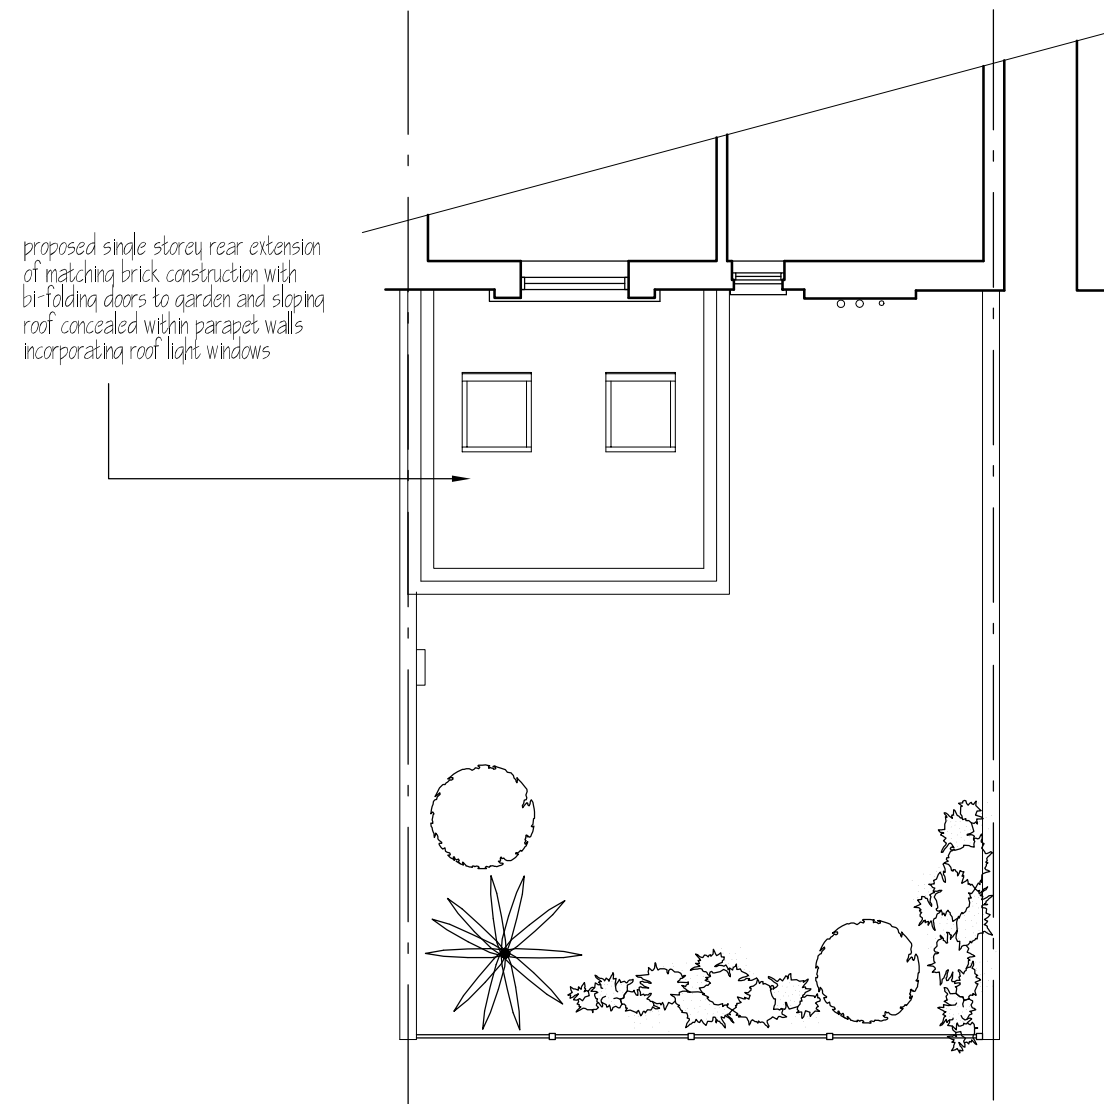 proposed single storey rear extension
of matching brick construction with
bi-folding doors to garden and sloping
roof concealed within parapet walls
incorporating roof light windows